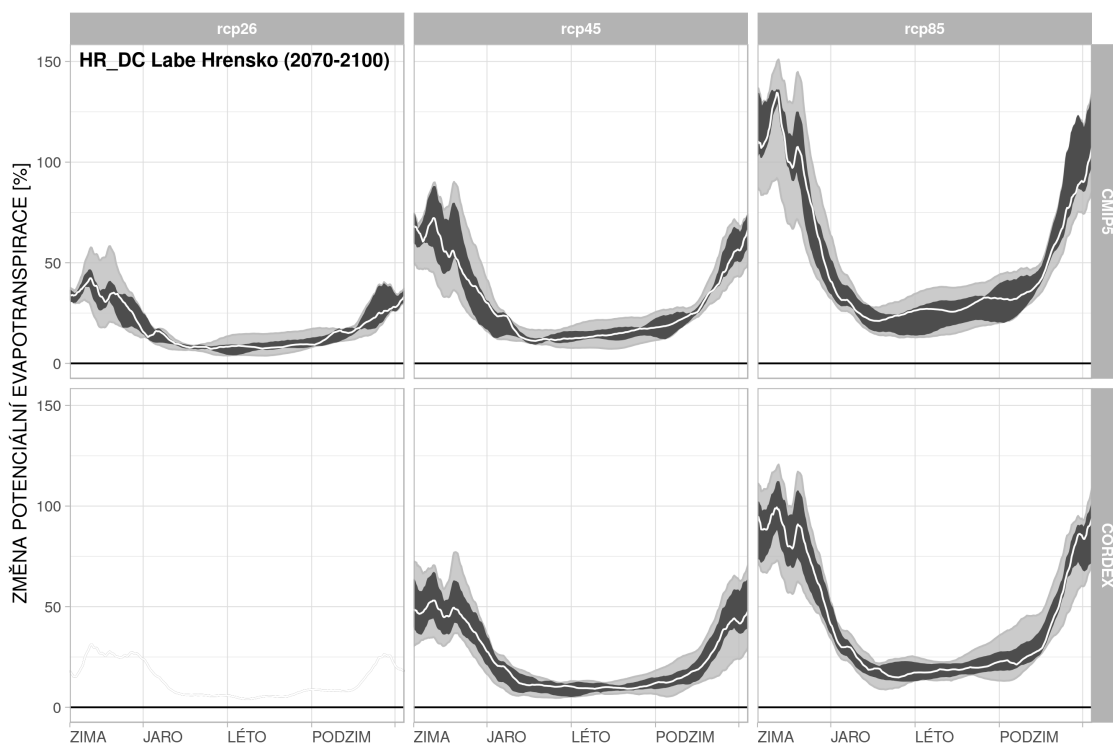 rcp26 rcp45 rcp85
HR_DC Labe Hrensko (2070-2100)
ZMĚNA POTENCIÁLNÍ EVAPOTRANSPIRACE [%]
150
100
50
0
CMIP5
150
100
50
0
CORDEX
ZIMA JARO LÉTO PODZIM ZIMA JARO LÉTO PODZIM ZIMA JARO LÉTO PODZIM